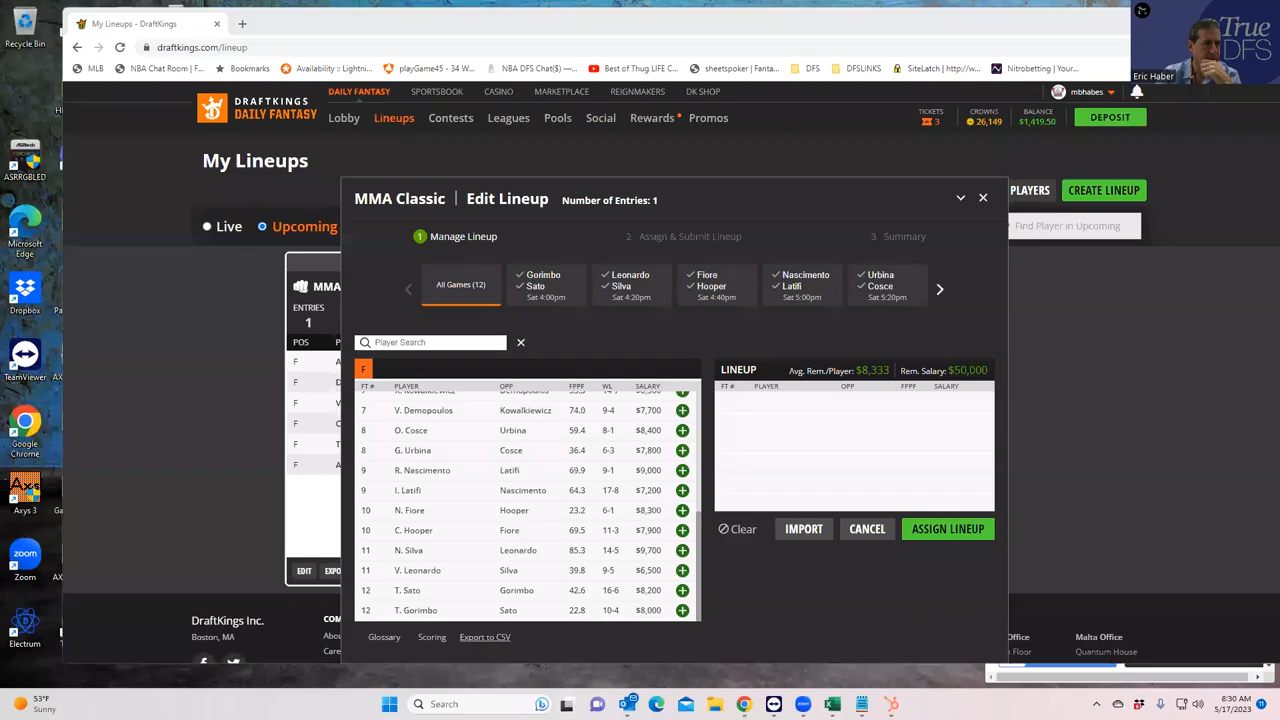 Recycle Bin
ASRRGBLED
Microsoft
Edge
Dropbox
TeamViewer
Google
Chrome
Axys 3
Zoom
Electrum
My Lineups - DraftKings
draftkings.com/lineup
MLB
NBA Chat Room | F...
Bookmarks
Availability :: Lightni...
playGame45 - 34 W...
NBA DFS Chat($) —...
Best of Thug LIFE C...
sheetspoker | Fanta...
DFS
DFSLINKS
SiteLatch | http://w...
Nitrobetting | Your...
True
DFS
Eric Haber
DAILY FANTASY
SPORTSBOOK
CASINO
MARKETPLACE
REIGNMAKERS
DK SHOP
mbhabes
DRAFTKINGS
DAILY FANTASY
Lobby
Lineups
Contests
Leagues
Pools
Social
Rewards
Promos
TICKETS
3
CROWNS
26,149
BALANCE
$1,419.50
DEPOSIT
My Lineups
PLAYERS
CREATE LINEUP
Live
Upcoming
Find Player in Upcoming
MMA
ENTRIES
1
POS P
F A
F D
F V
F C
F T
F A
EDIT EXPO
MMA Classic | Edit Lineup Number of Entries: 1
1 Manage Lineup
2 Assign & Submit Lineup
3 Summary
All Games (12)
Gorimbo
Sato
Sat 4:00pm
Leonardo
Silva
Sat 4:20pm
Fiore
Hooper
Sat 4:40pm
Nascimento
Latifi
Sat 5:00pm
Urbina
Cosce
Sat 5:20pm
Player Search
F
FT # PLAYER OPP FPPF WL SALARY
7 V. Demopoulos Kowalkiewicz 74.0 9-4 $7,700
8 O. Cosce Urbina 59.4 8-1 $8,400
8 G. Urbina Cosce 36.4 6-3 $7,800
9 R. Nascimento Latifi 69.9 9-1 $9,000
9 I. Latifi Nascimento 64.3 17-8 $7,200
10 N. Fiore Hooper 23.2 6-1 $8,300
10 C. Hooper Fiore 69.5 11-3 $7,900
11 N. Silva Leonardo 85.3 14-5 $9,700
11 V. Leonardo Silva 39.8 9-5 $6,500
12 T. Sato Gorimbo 42.6 16-6 $8,200
12 T. Gorimbo Sato 22.8 10-4 $8,000
Glossary Scoring Export to CSV
LINEUP Avg. Rem./Player: $8,333 Rem. Salary: $50,000
FT # PLAYER OPP FPPF SALARY
Clear
IMPORT
CANCEL
ASSIGN LINEUP
DraftKings Inc.
Boston, MA
COM
Abou
Care
Office
Floor
Malta Office
Quantum House
53°F
Sunny
Search
8:30 AM
5/17/2023